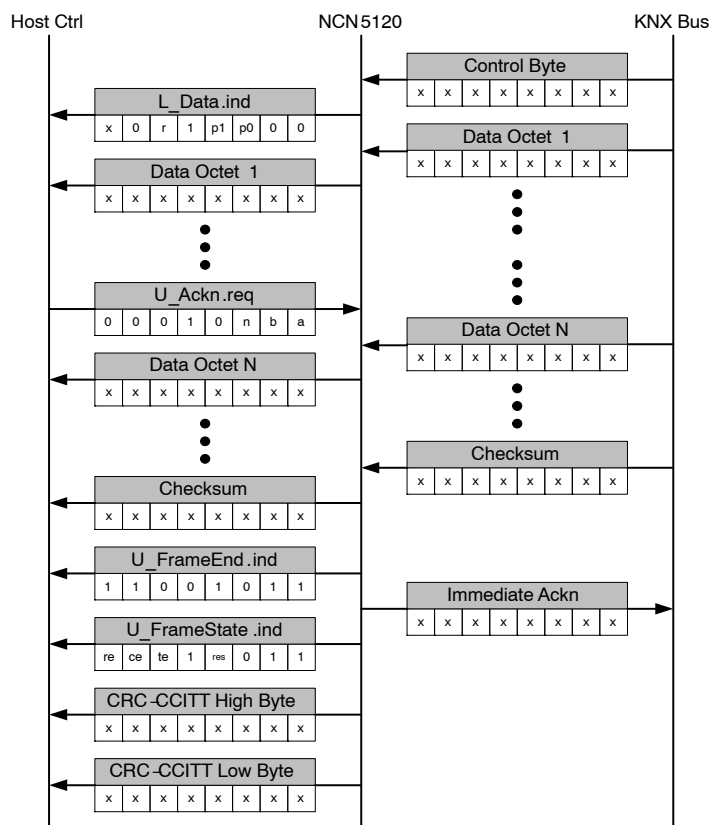 Host Ctrl NCN5120 KNX Bus
Control Byte
x x x x x x x x
L_Data.ind
x 0 r 1 p1 p0 0 0
Data Octet 1
x x x x x x x x
Data Octet 1
x x x x x x x x
U_Ackn.req
0 0 0 1 0 n b a
Data Octet N
x x x x x x x x
Data Octet N
x x x x x x x x
Checksum
x x x x x x x x
Checksum
x x x x x x x x
U_FrameEnd.ind
1 1 0 0 1 0 1 1
Immediate Ackn
x x x x x x x x
U_FrameState.ind
re ce te 1 res 0 1 1
CRC-CCITT High Byte
x x x x x x x x
CRC-CCITT Low Byte
x x x x x x x x